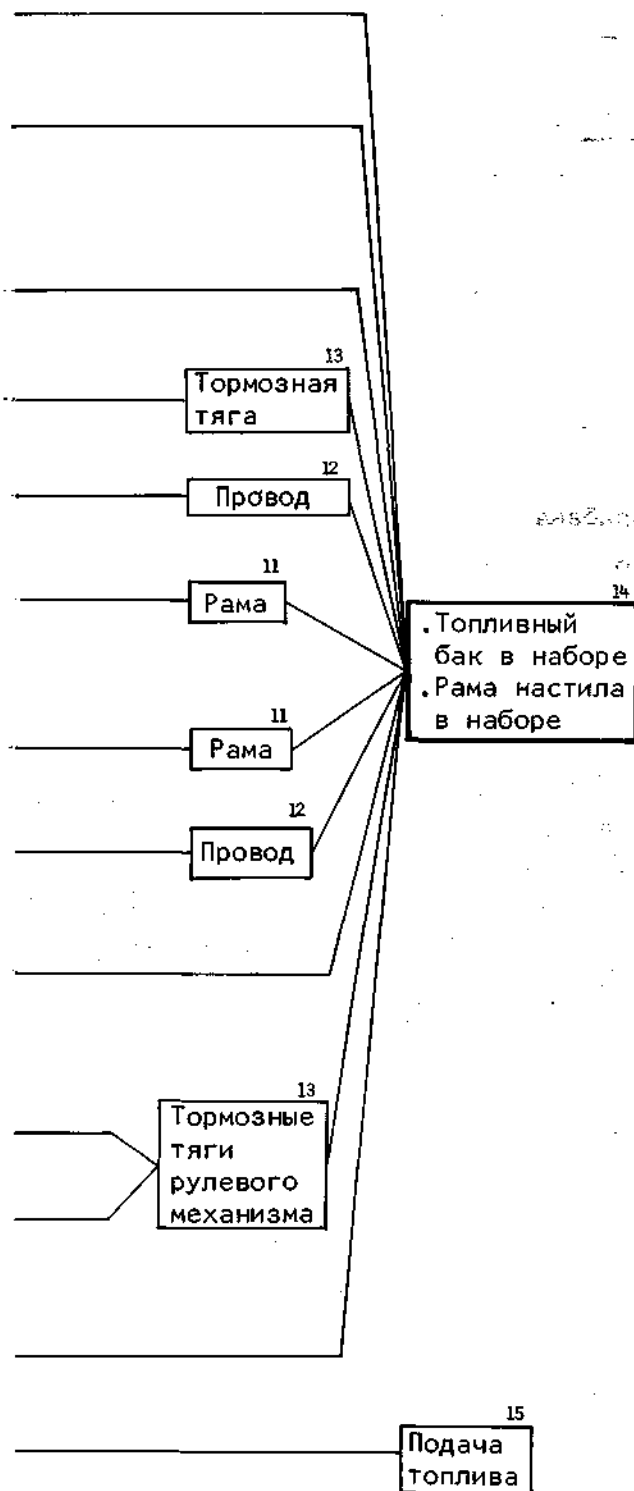 13
Тормозная
тяга
12
Провод
11
Рама
14
.Топливный
бак в наборе
.Рама настила
в наборе
11
Рама
12
Провод
13
Тормозные
тяги
рулевого
механизма
15
Подача
топлива